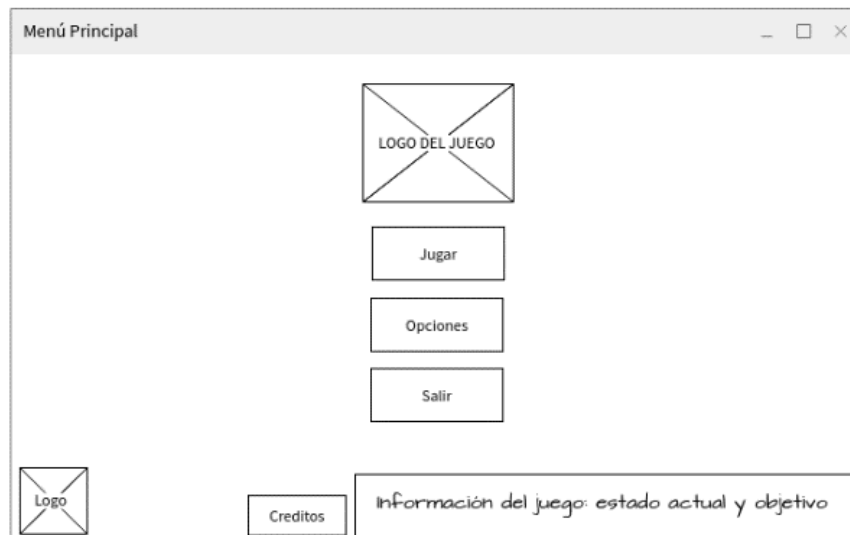 Menú Principal
LOGO DEL JUEGO
Jugar
Opciones
Salir
Logo
Creditos
Información del juego: estado actual y objetivo